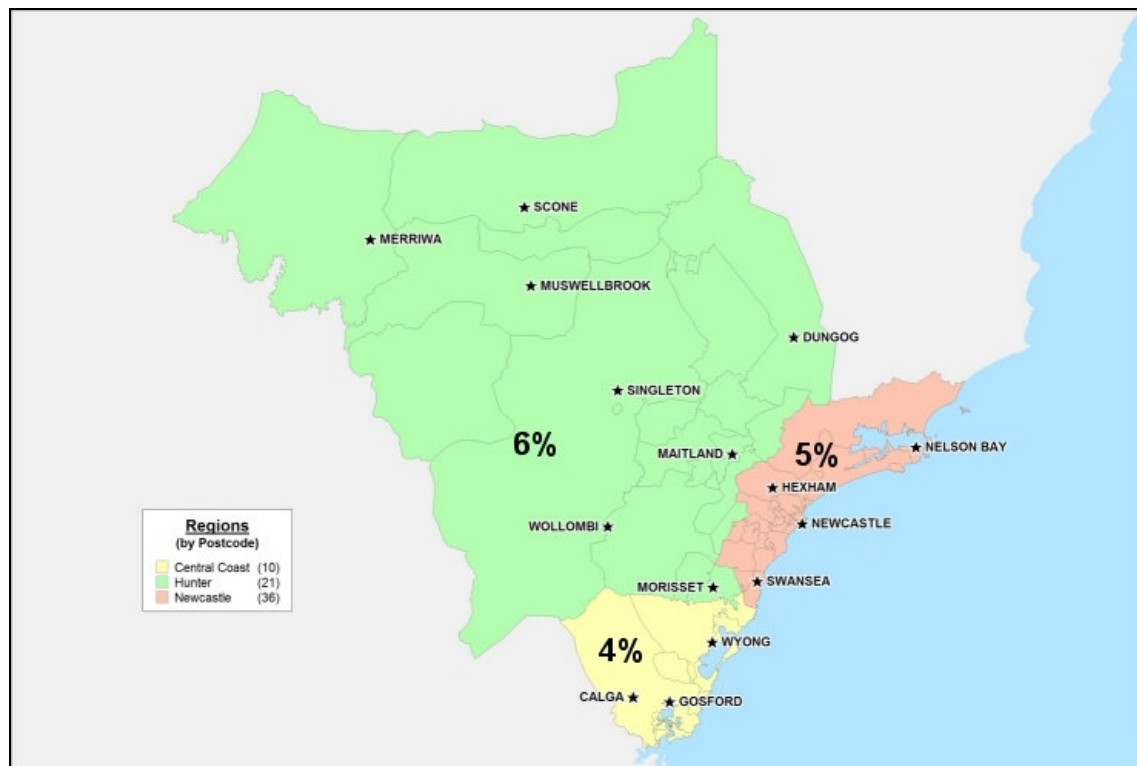 SCONE
MERRIWA
MUSWELLBROOK
DUNGOG
SINGLETON
6%
MAITLAND
5%
NELSON BAY
HEXHAM
WOLLOMBI
NEWCASTLE
Regions
(by Postcode)
Central Coast (10)
Hunter (21)
Newcastle (36)
MORISSET
SWANSEA
4%
WYONG
CALGA
GOSFORD